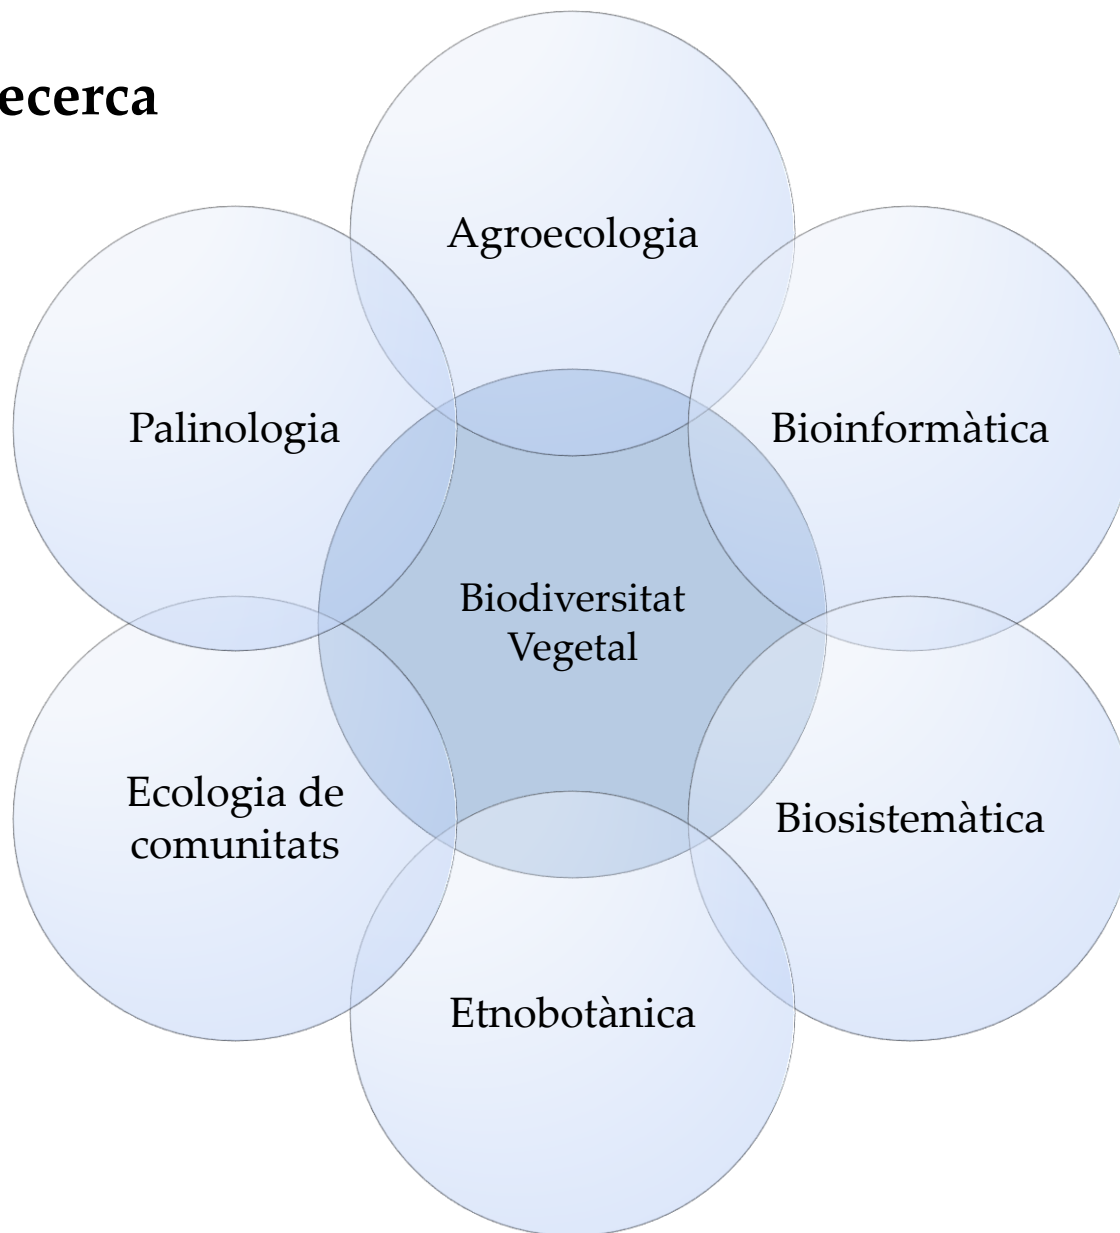 ecerca
Agroecologia
Palinologia
Bioinformàtica
Biodiversitat
Vegetal
Ecologia de
comunitats
Biosistemàtica
Etnobotànica